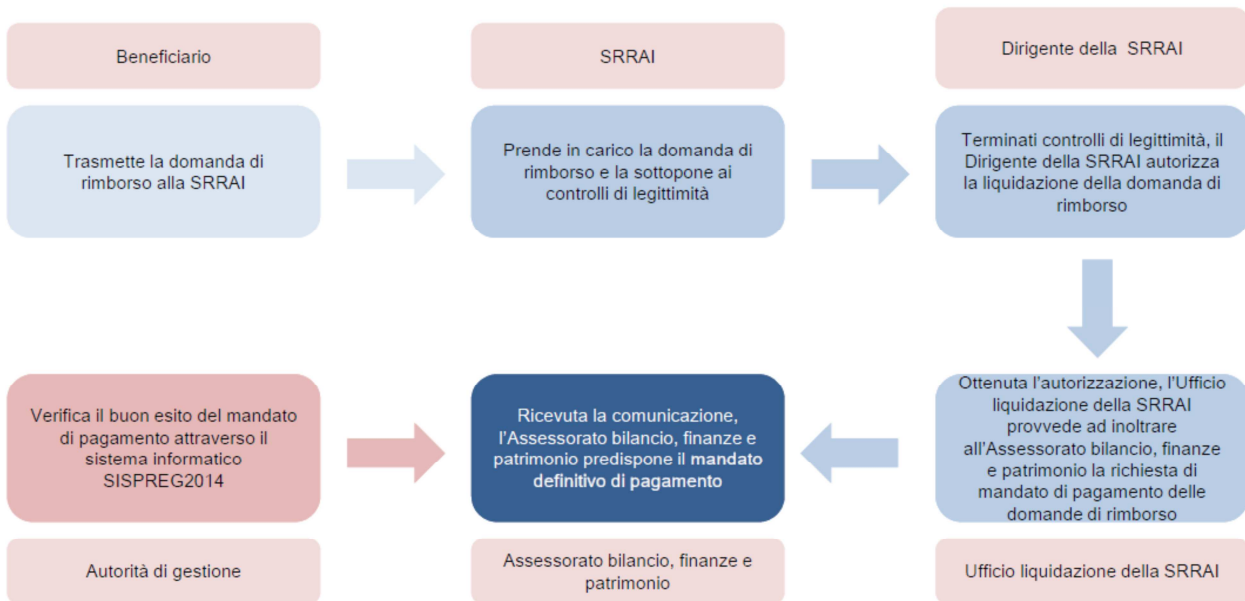 Beneficiario
SRRAI
Dirigente della SRRAI
Trasmette la domanda di
rimborso alla SRRAI
Prende in carico la domanda di
rimborso e la sottopone ai
controlli di legittimità
Terminati controlli di legittimità, il
Dirigente della SRRAI autorizza
la liquidazione della domanda di
rimborso
Verifica il buon esito del mandato
di pagamento attraverso il
sistema informatico
SISPREG2014
Ricevuta la comunicazione,
l'Assessorato bilancio, finanze e
patrimonio predispone il mandato
definitivo di pagamento
Ottenuta l'autorizzazione, l'Ufficio
liquidazione della SRRAI
provvede ad inoltrare
all'Assessorato bilancio, finanze
e patrimonio la richiesta di
mandato di pagamento delle
domande di rimborso
Autorità di gestione
Assessorato bilancio, finanze e
patrimonio
Ufficio liquidazione della SRRAI